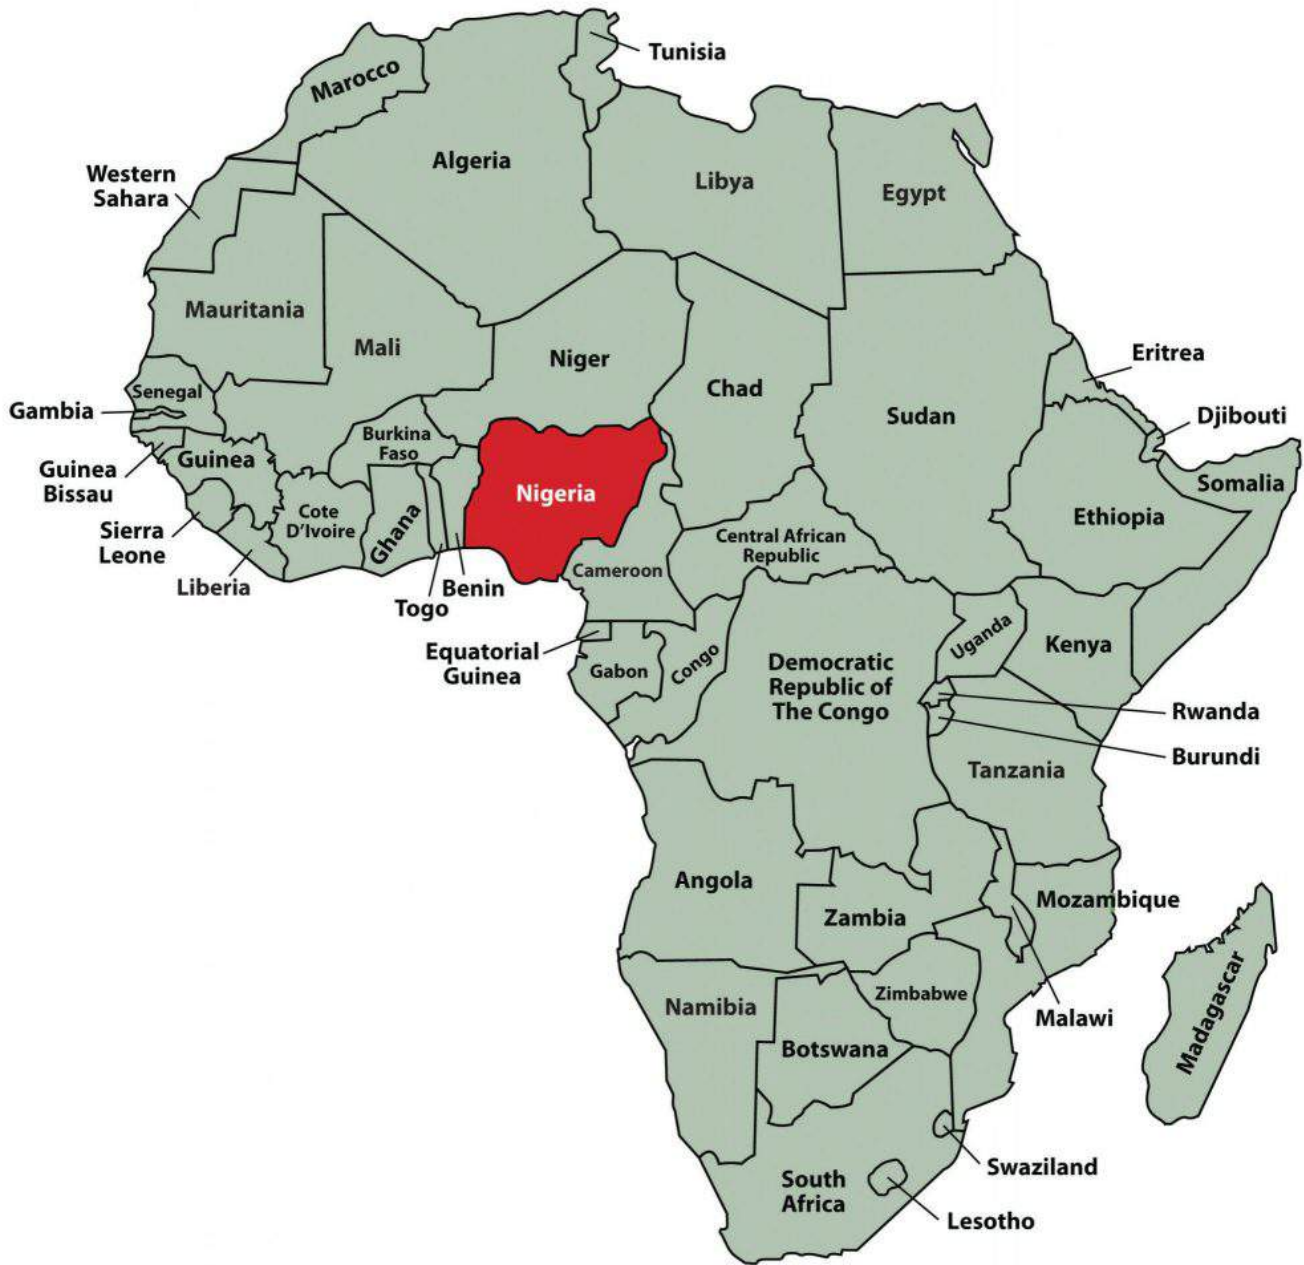 Tunisia
Marocco
Algeria
Western
Sahara
Libya
Egypt
Mauritania
Mali
Niger
Chad
Sudan
Eritrea
Senegal
Gambia
Djibouti
Burkina
Faso
Guinea
Guinea
Bissau
Somalia
Nigeria
Cote
D'Ivoire
Ghana
Ethiopia
Sierra
Leone
Central African
Republic
Liberia
Cameroon
Benin
Togo
Equatorial
Guinea
Gabon
Congo
Uganda
Kenya
Democratic
Republic of
The Congo
Rwanda
Burundi
Tanzania
Angola
Zambia
Mozambique
Namibia
Zimbabwe
Malawi
Madagascar
Botswana
Swaziland
South
Africa
Lesotho